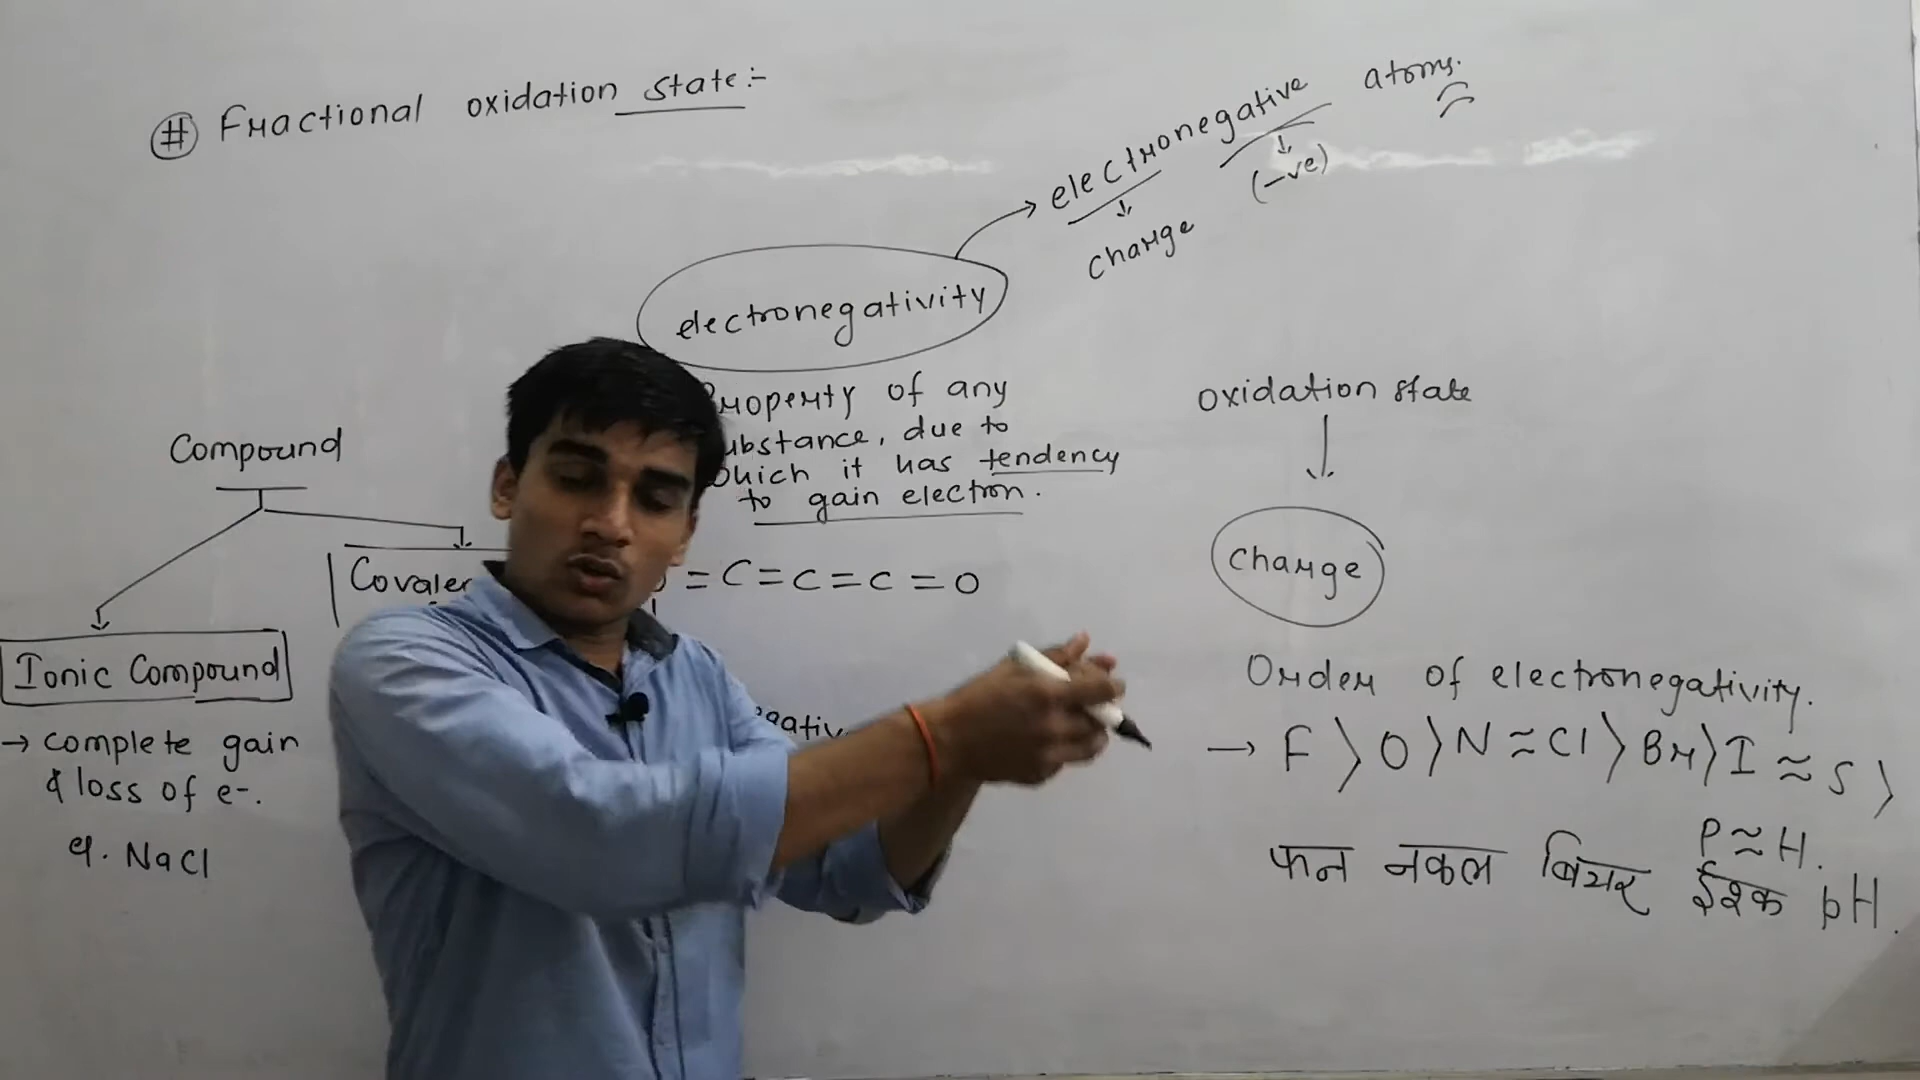 # Fractional oxidation state :-
electronegative atoms.
charge
(-ve)
electronegativity
Property of any
substance, due to
which it has tendency
to gain electron.
Compound
Ionic Compound
→ complete gain
& loss of e-.
eg. NaCl
= C = C = C = O
oxidation state
charge
Order of electronegativity.
→ F > O > N ≈ Cl > Br > I ≈ S >
P ≈ H.
फन नकल बियर ईश्क pH.